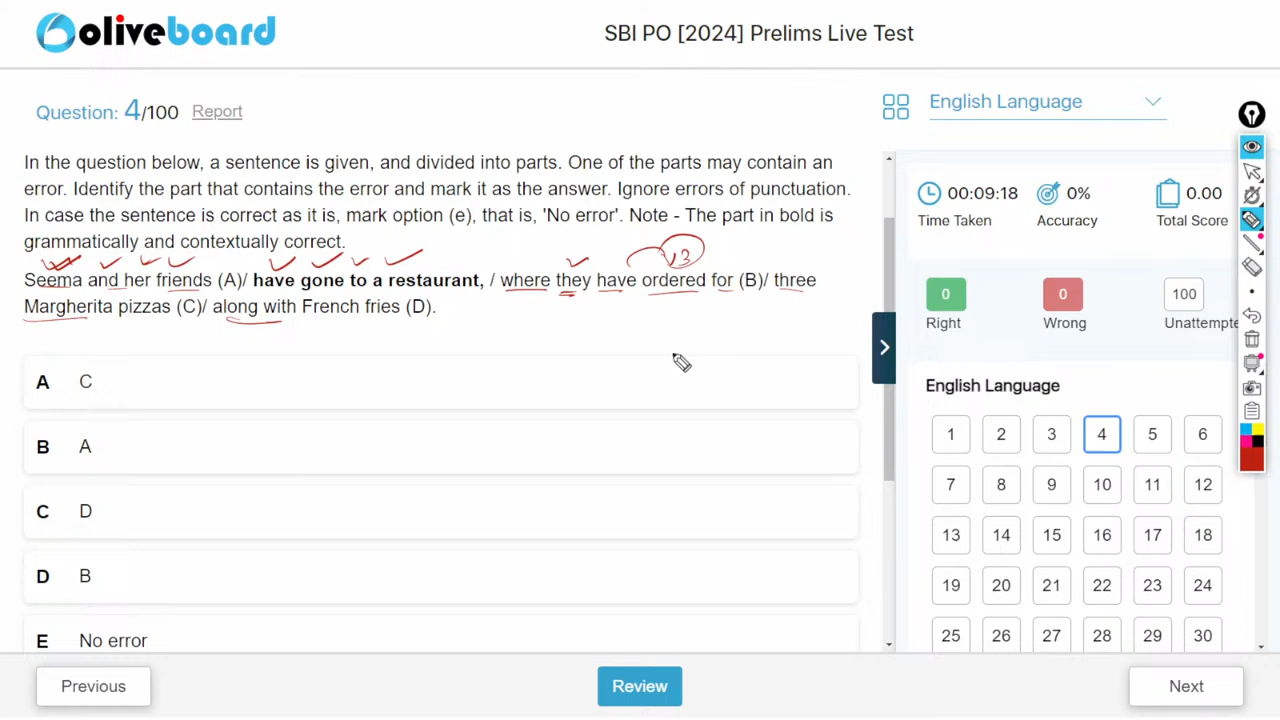 oliveboard
SBI PO [2024] Prelims Live Test
Question: 4/100 Report
English Language
In the question below, a sentence is given, and divided into parts. One of the parts may contain an
error. Identify the part that contains the error and mark it as the answer. Ignore errors of punctuation.
In case the sentence is correct as it is, mark option (e), that is, 'No error'. Note - The part in bold is
grammatically and contextually correct.
v3
Seema and her friends (A)/ have gone to a restaurant, / where they have ordered for (B)/ three
Margherita pizzas (C)/ along with French fries (D).
A C
B A
C D
D B
E No error
00:09:18
Time Taken
0%
Accuracy
0.00
Total Score
0
Right
0
Wrong
100
Unattempte
English Language
1 2 3 4 5 6
7 8 9 10 11 12
13 14 15 16 17 18
19 20 21 22 23 24
25 26 27 28 29 30
Previous
Review
Next